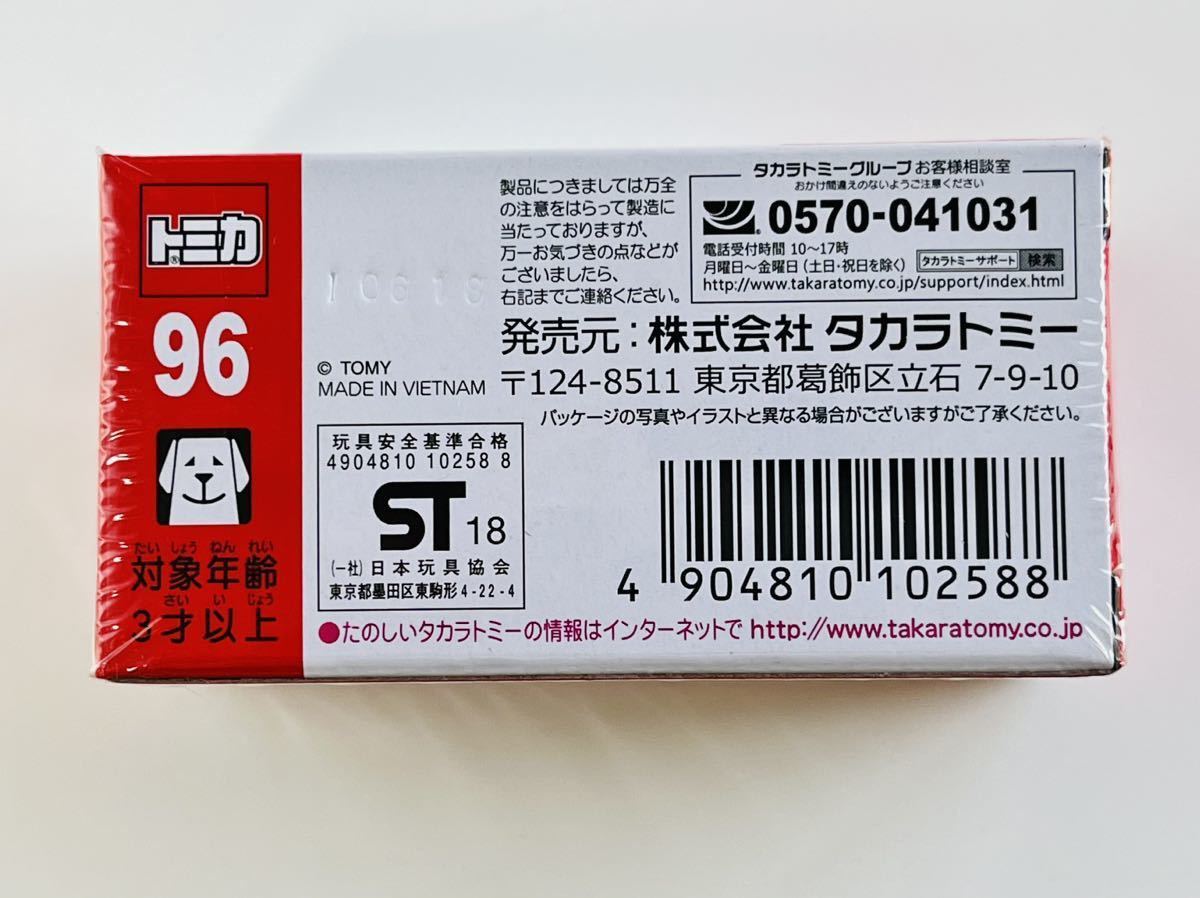 トミカ®
96
たいしょうねんれい
対象年齢
さいいじょう
3才以上
製品につきましては万全
の注意をはらって製造に
当たっておりますが、
万一お気づきの点などが
ございましたら、
右記までご連絡ください。
タカラトミーグループ お客様相談室
おかけ間違えのないようご注意ください
0570-041031
電話受付時間 10〜17時
月曜日〜金曜日 (土日・祝日を除く) タカラトミーサポート 検索
http://www.takaratomy.co.jp/support/index.html
発売元:株式会社 タカラトミー
〒124-8511 東京都葛飾区立石 7-9-10
パッケージの写真やイラストと異なる場合がございますがご了承ください。
© TOMY
MADE IN VIETNAM
玩具安全基準合格
4904810 10258 8
ST 18
(一社)日本玩具協会
東京都墨田区東駒形4-22-4
4 904810 102588
●たのしいタカラトミーの情報はインターネットで http://www.takaratomy.co.jp